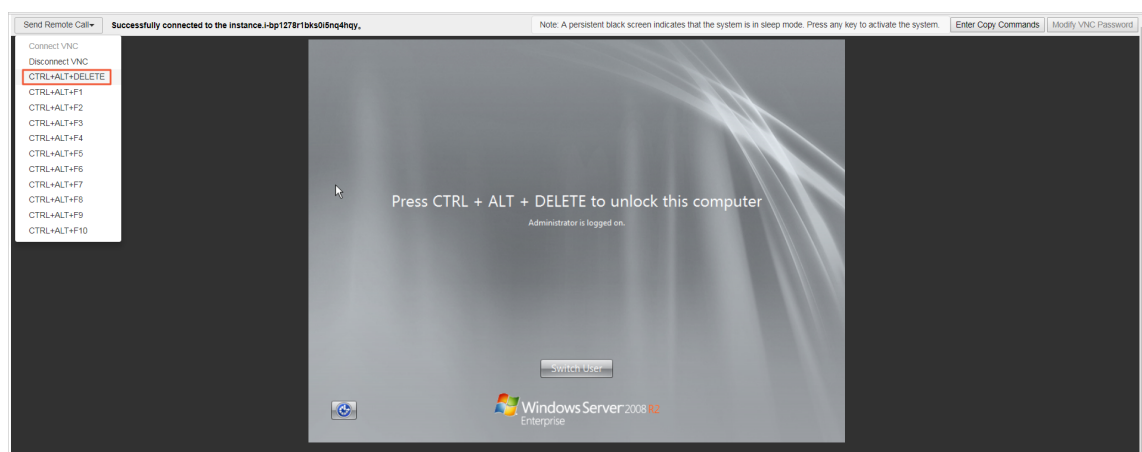 Send Remote Call
Successfully connected to the instance.i-bp1278r1bks0i5nq4hqy。
Note: A persistent black screen indicates that the system is in sleep mode. Press any key to activate the system.
Enter Copy Commands
Modify VNC Password
Connect VNC
Disconnect VNC
CTRL+ALT+DELETE
CTRL+ALT+F1
CTRL+ALT+F2
CTRL+ALT+F3
CTRL+ALT+F4
CTRL+ALT+F5
CTRL+ALT+F6
CTRL+ALT+F7
CTRL+ALT+F8
CTRL+ALT+F9
CTRL+ALT+F10
Press CTRL + ALT + DELETE to unlock this computer
Administrator is logged on.
Switch User
Windows Server 2008 R2
Enterprise